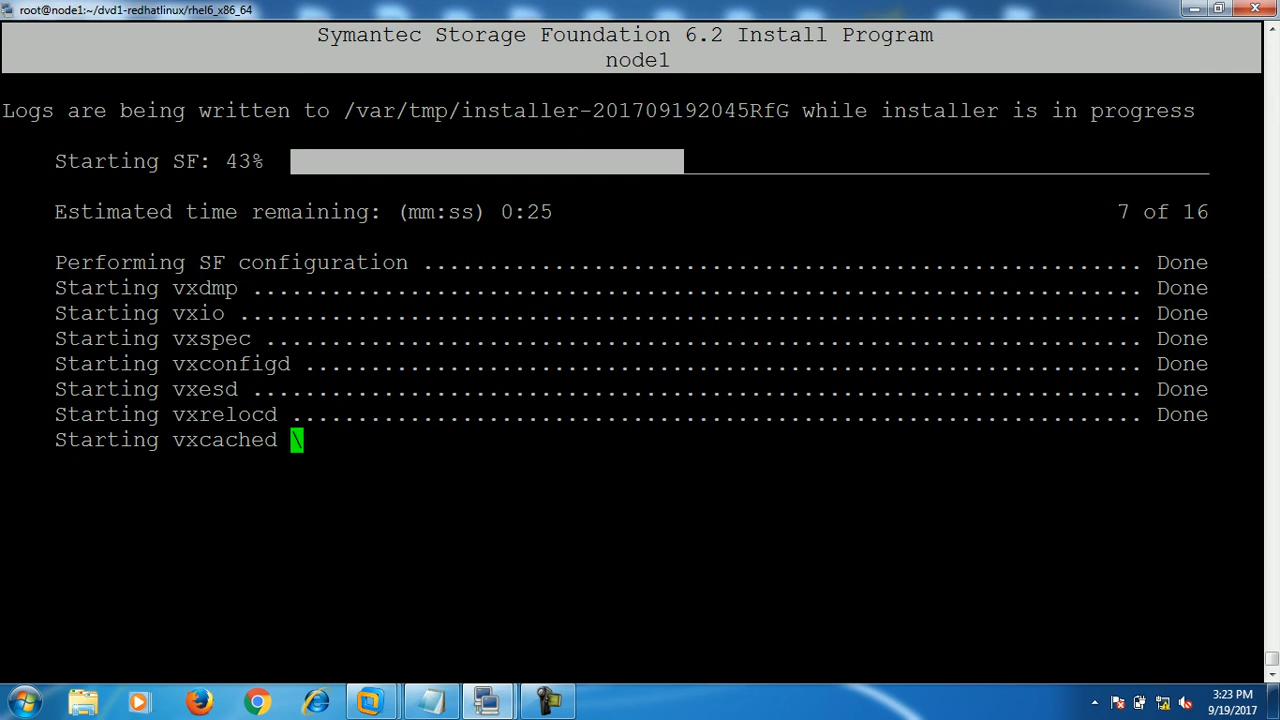 root@node1:~/dvd1-redhatlinux/rhel6_x86_64
Symantec Storage Foundation 6.2 Install Program
node1
Logs are being written to /var/tmp/installer-201709192045RfG while installer is in progress
Starting SF: 43%
Estimated time remaining: (mm:ss) 0:25 7 of 16
Performing SF configuration ....................................................... Done
Starting vxdmp .................................................................... Done
Starting vxio ..................................................................... Done
Starting vxspec ................................................................... Done
Starting vxconfigd ................................................................ Done
Starting vxesd .................................................................... Done
Starting vxrelocd ................................................................. Done
Starting vxcached \
3:23 PM
9/19/2017